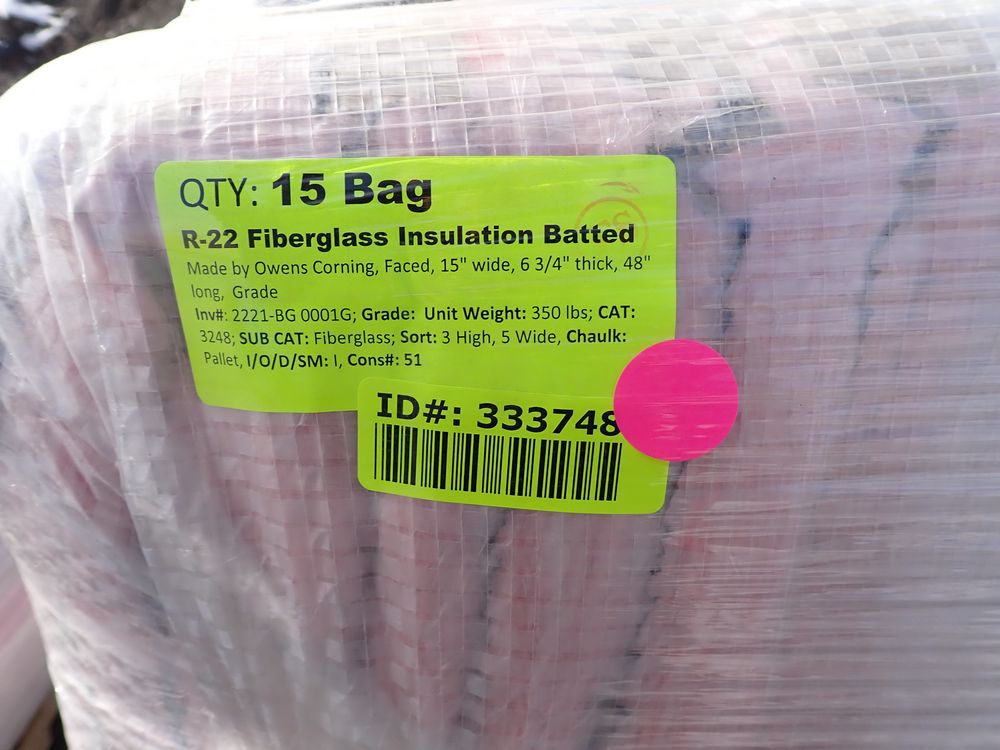 QTY: 15 Bag
R-22 Fiberglass Insulation Batted
Made by Owens Corning, Faced, 15" wide, 6 3/4" thick, 48"
long, Grade
Inv#: 2221-BG 0001G; Grade: Unit Weight: 350 lbs; CAT:
3248; SUB CAT: Fiberglass; Sort: 3 High, 5 Wide, Chaulk:
Pallet, I/O/D/SM: I, Cons#: 51
ID#: 333748